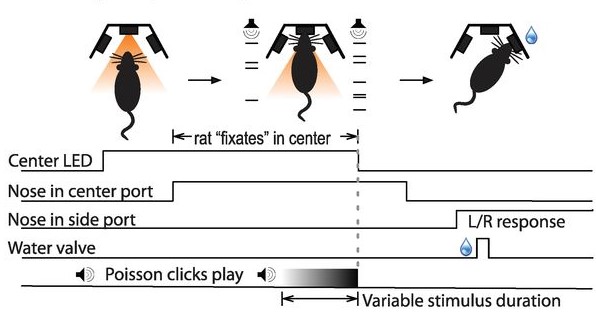 rat “fixates” in center
Center LED
Nose in center port
Nose in side port
L/R response
Water valve
Poisson clicks play
Variable stimulus duration